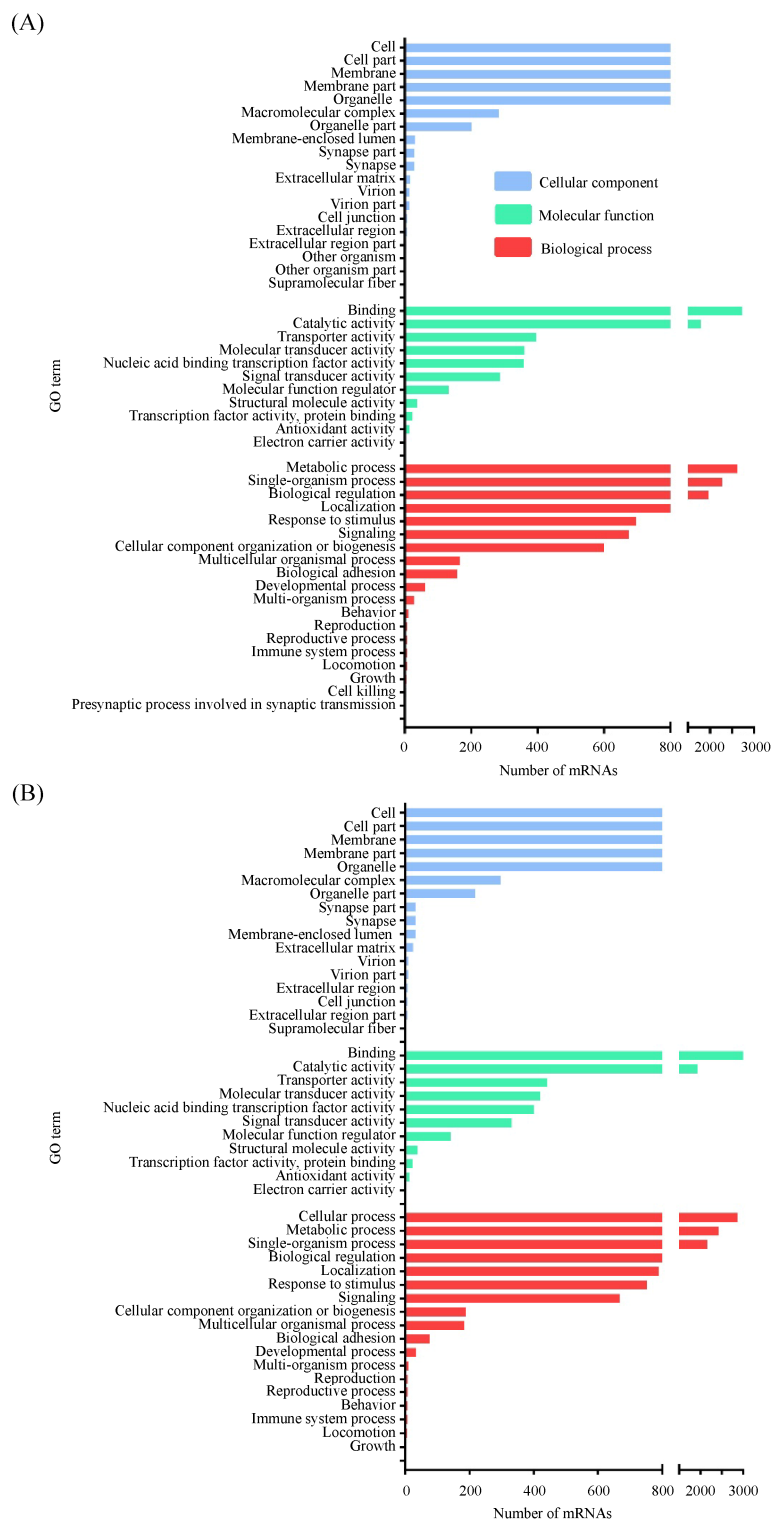 (A)
Cell
Cell part
Membrane
Membrane part
Organelle
Macromolecular complex
Organelle part
Membrane-enclosed lumen
Synapse part
Synapse
Extracellular matrix
Virion
Virion part
Cell junction
Extracellular region
Extracellular region part
Other organism
Other organism part
Supramolecular fiber
Cellular component
Molecular function
Biological process
Binding
Catalytic activity
Transporter activity
Molecular transducer activity
Nucleic acid binding transcription factor activity
Signal transducer activity
Molecular function regulator
Structural molecule activity
Transcription factor activity, protein binding
Antioxidant activity
Electron carrier activity
GO term
Metabolic process
Single-organism process
Biological regulation
Localization
Response to stimulus
Signaling
Cellular component organization or biogenesis
Multicellular organismal process
Biological adhesion
Developmental process
Multi-organism process
Behavior
Reproduction
Reproductive process
Immune system process
Locomotion
Growth
Cell killing
Presynaptic process involved in synaptic transmission
0 200 400 600 800 2000 3000
Number of mRNAs
(B)
Cell
Cell part
Membrane
Membrane part
Organelle
Macromolecular complex
Organelle part
Synapse part
Synapse
Membrane-enclosed lumen
Extracellular matrix
Virion
Virion part
Extracellular region
Cell junction
Extracellular region part
Supramolecular fiber
Binding
Catalytic activity
Transporter activity
Molecular transducer activity
Nucleic acid binding transcription factor activity
Signal transducer activity
Molecular function regulator
Structural molecule activity
Transcription factor activity, protein binding
Antioxidant activity
Electron carrier activity
GO term
Cellular process
Metabolic process
Single-organism process
Biological regulation
Localization
Response to stimulus
Signaling
Cellular component organization or biogenesis
Multicellular organismal process
Biological adhesion
Developmental process
Multi-organism process
Reproduction
Reproductive process
Behavior
Immune system process
Locomotion
Growth
0 200 400 600 800 2000 3000
Number of mRNAs